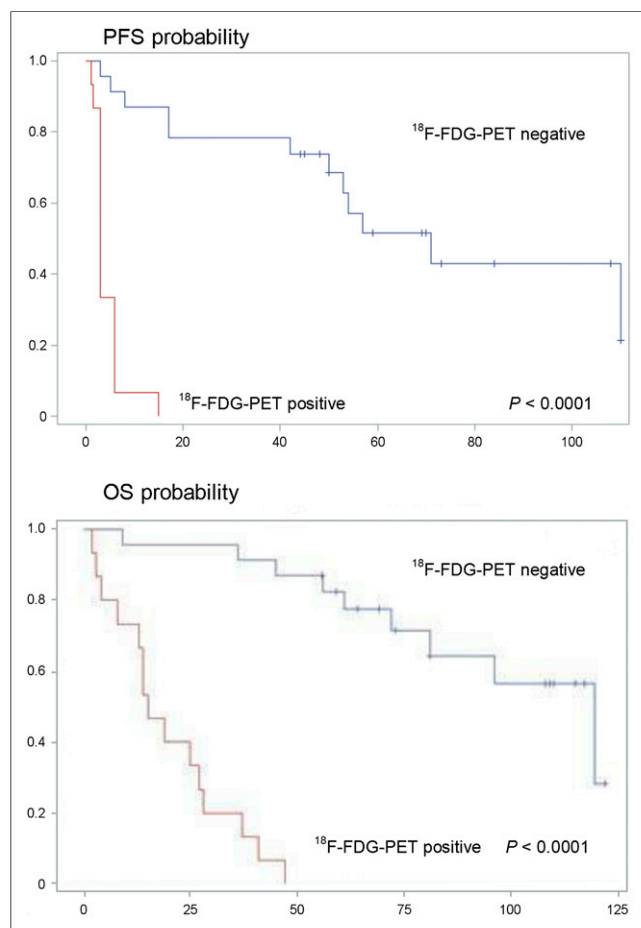 PFS probability
1.0
¹⁸F-FDG-PET negative
0.8
0.6
0.4
0.2
¹⁸F-FDG-PET positive
P < 0.0001
0
0 20 40 60 80 100
OS probability
1.0
¹⁸F-FDG-PET negative
0.8
0.6
0.4
0.2
¹⁸F-FDG-PET positive P < 0.0001
0
0 25 50 75 100 125